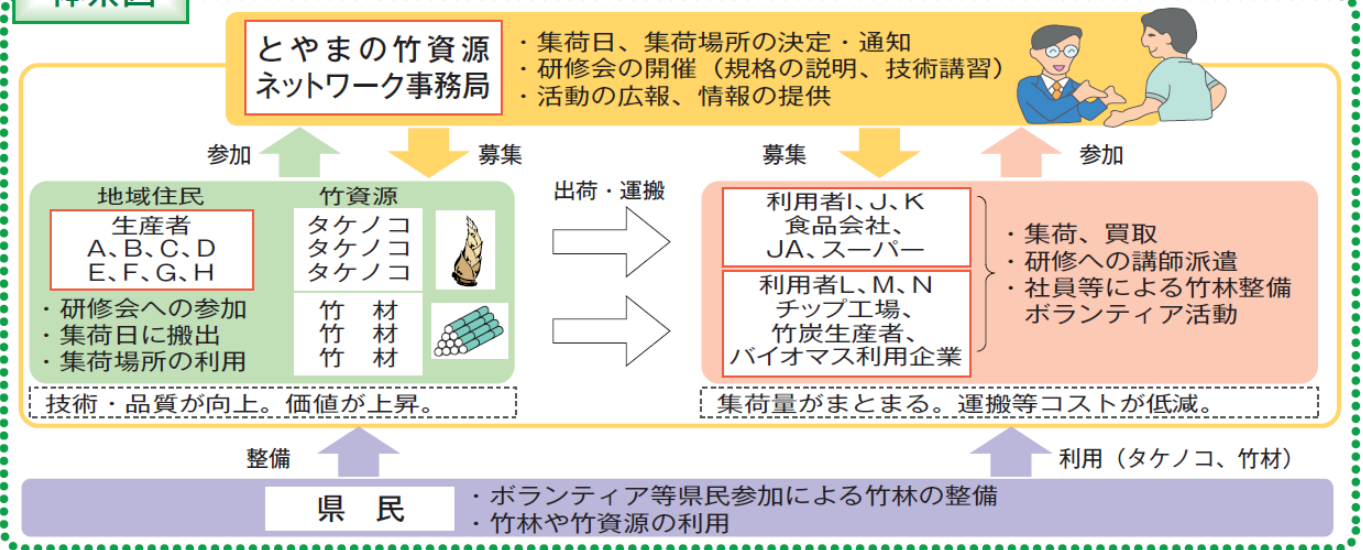 体系図
とやまの竹資源
ネットワーク事務局
・集荷日、集荷場所の決定・通知
・研修会の開催（規格の説明、技術講習）
・活動の広報、情報の提供
参加
募集
募集
参加
地域住民
生産者
A、B、C、D
E、F、G、H
・研修会への参加
・集荷日に搬出
・集荷場所の利用
竹資源
タケノコ
タケノコ
タケノコ
竹　材
竹　材
竹　材
技術・品質が向上。価値が上昇。
出荷・運搬
利用者I、J、K
食品会社、
JA、スーパー
利用者L、M、N
チップ工場、
竹炭生産者、
バイオマス利用企業
・集荷、買取
・研修への講師派遣
・社員等による竹林整備
ボランティア活動
集荷量がまとまる。運搬等コストが低減。
整備
利用（タケノコ、竹材）
県　民
・ボランティア等県民参加による竹林の整備
・竹林や竹資源の利用